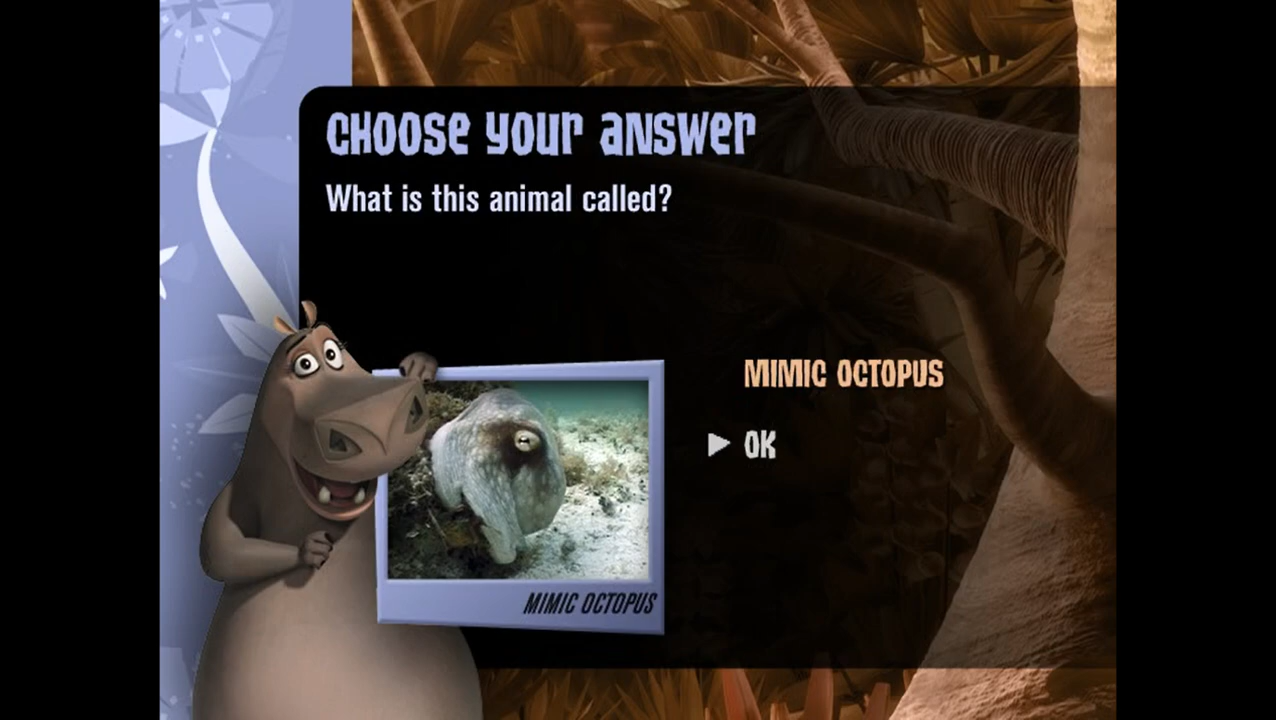 CHOOSE YOUR ANSWER
What is this animal called?
MIMIC OCTOPUS
OK
MIMIC OCTOPUS